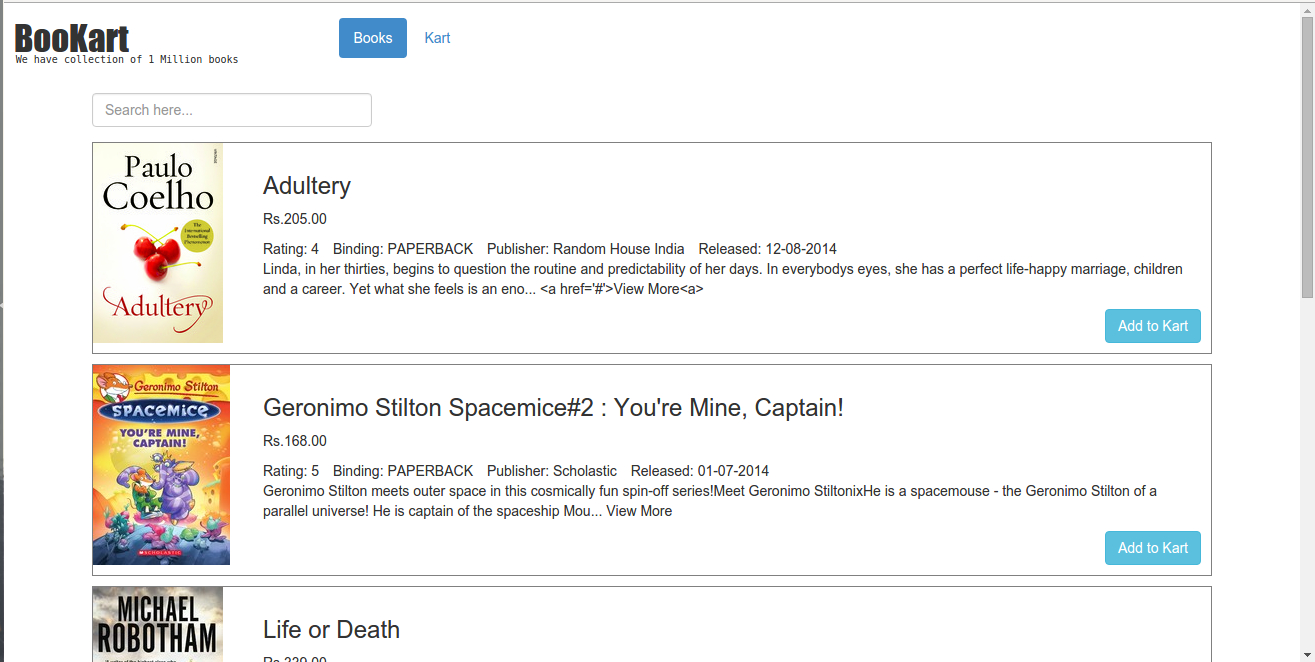 BooKart
We have collection of 1 Million books
Books
Kart
Search here...
Paulo
Coelho
The
International
Bestselling
Phenomenon
Adultery
Adultery
Rs.205.00
Rating: 4 Binding: PAPERBACK Publisher: Random House India Released: 12-08-2014
Linda, in her thirties, begins to question the routine and predictability of her days. In everybodys eyes, she has a perfect life-happy marriage, children
and a career. Yet what she feels is an eno... <a href='#'>View More<a>
Add to Kart
Geronimo Stilton
SPACEMICE
YOU'RE MINE,
CAPTAIN!
SCHOLASTIC
Geronimo Stilton Spacemice#2 : You're Mine, Captain!
Rs.168.00
Rating: 5 Binding: PAPERBACK Publisher: Scholastic Released: 01-07-2014
Geronimo Stilton meets outer space in this cosmically fun spin-off series!Meet Geronimo StiltonixHe is a spacemouse - the Geronimo Stilton of a
parallel universe! He is captain of the spaceship Mou... View More
Add to Kart
MICHAEL
ROBOTHAM
Life or Death
Rs.339.00